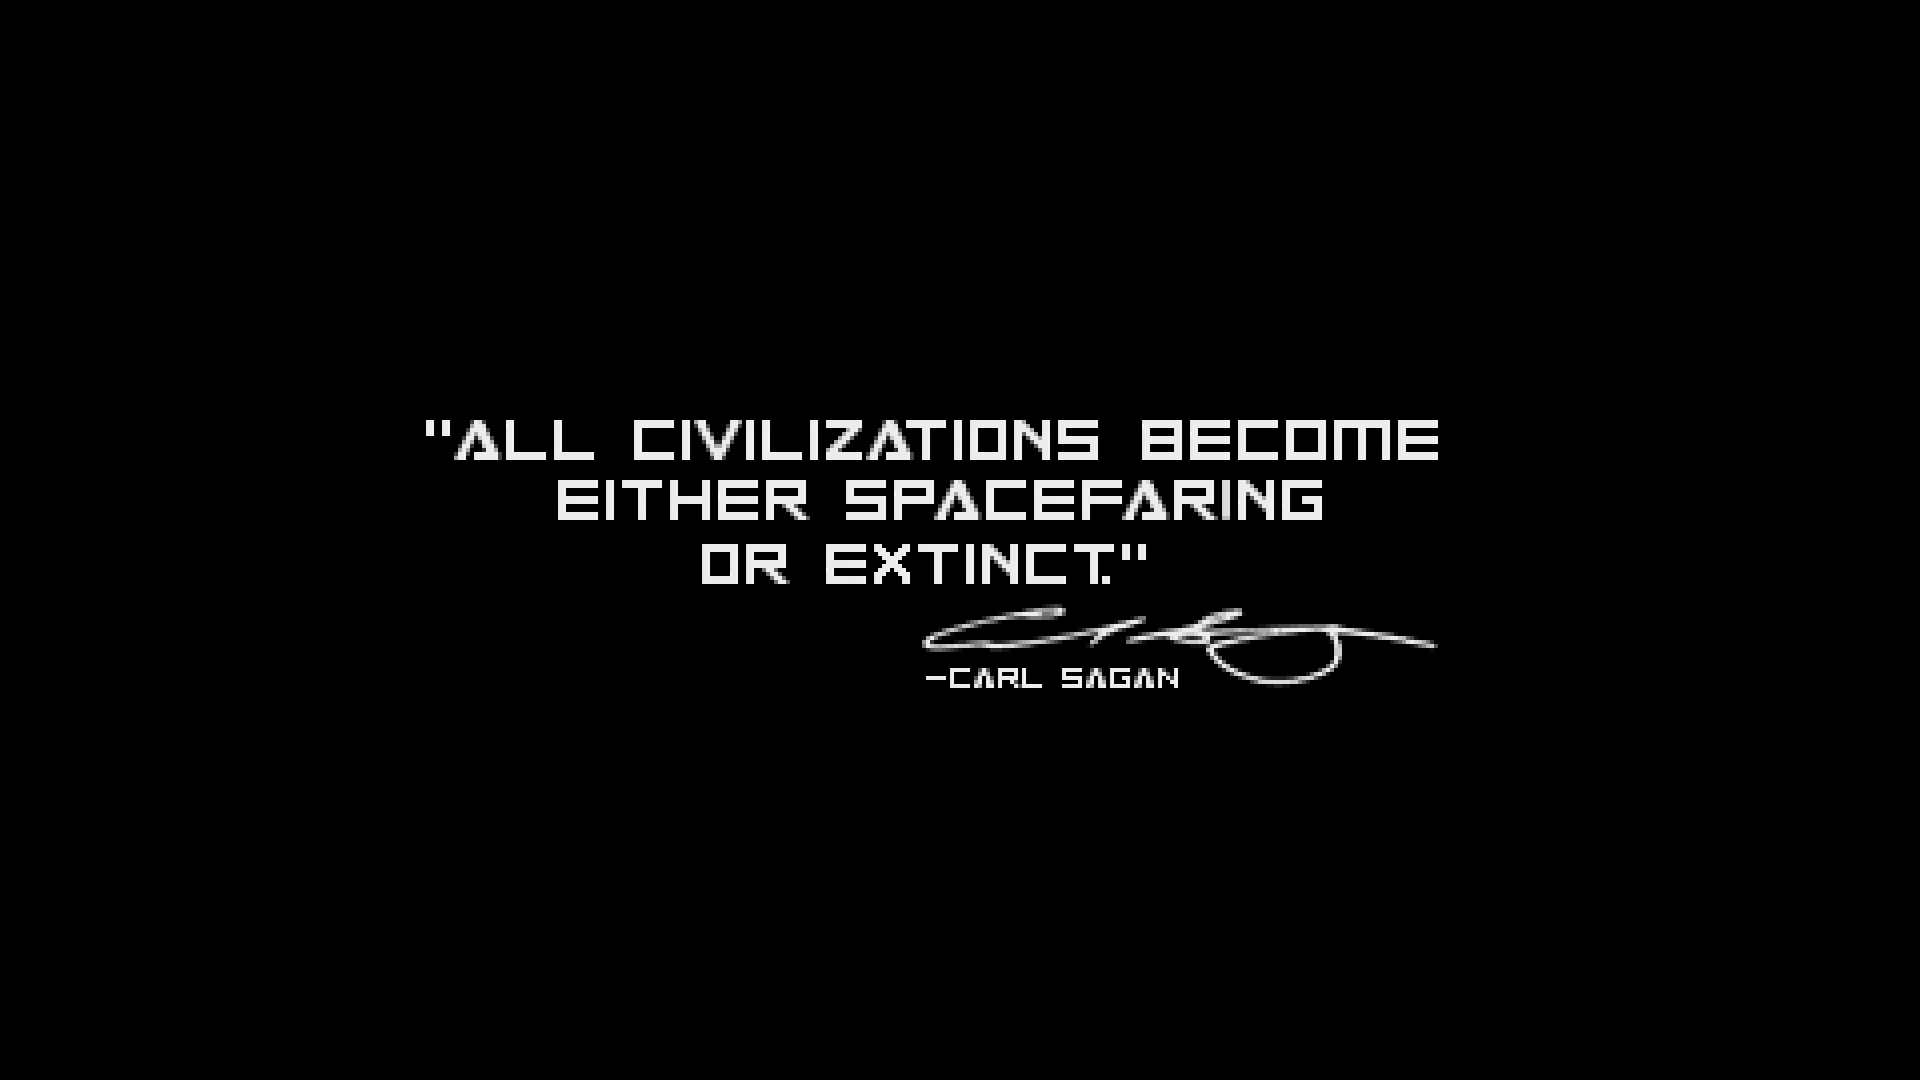 "ALL CIVILIZATIONS BECOME
EITHER SPACEFARING
OR EXTINCT."
-CARL SAGAN